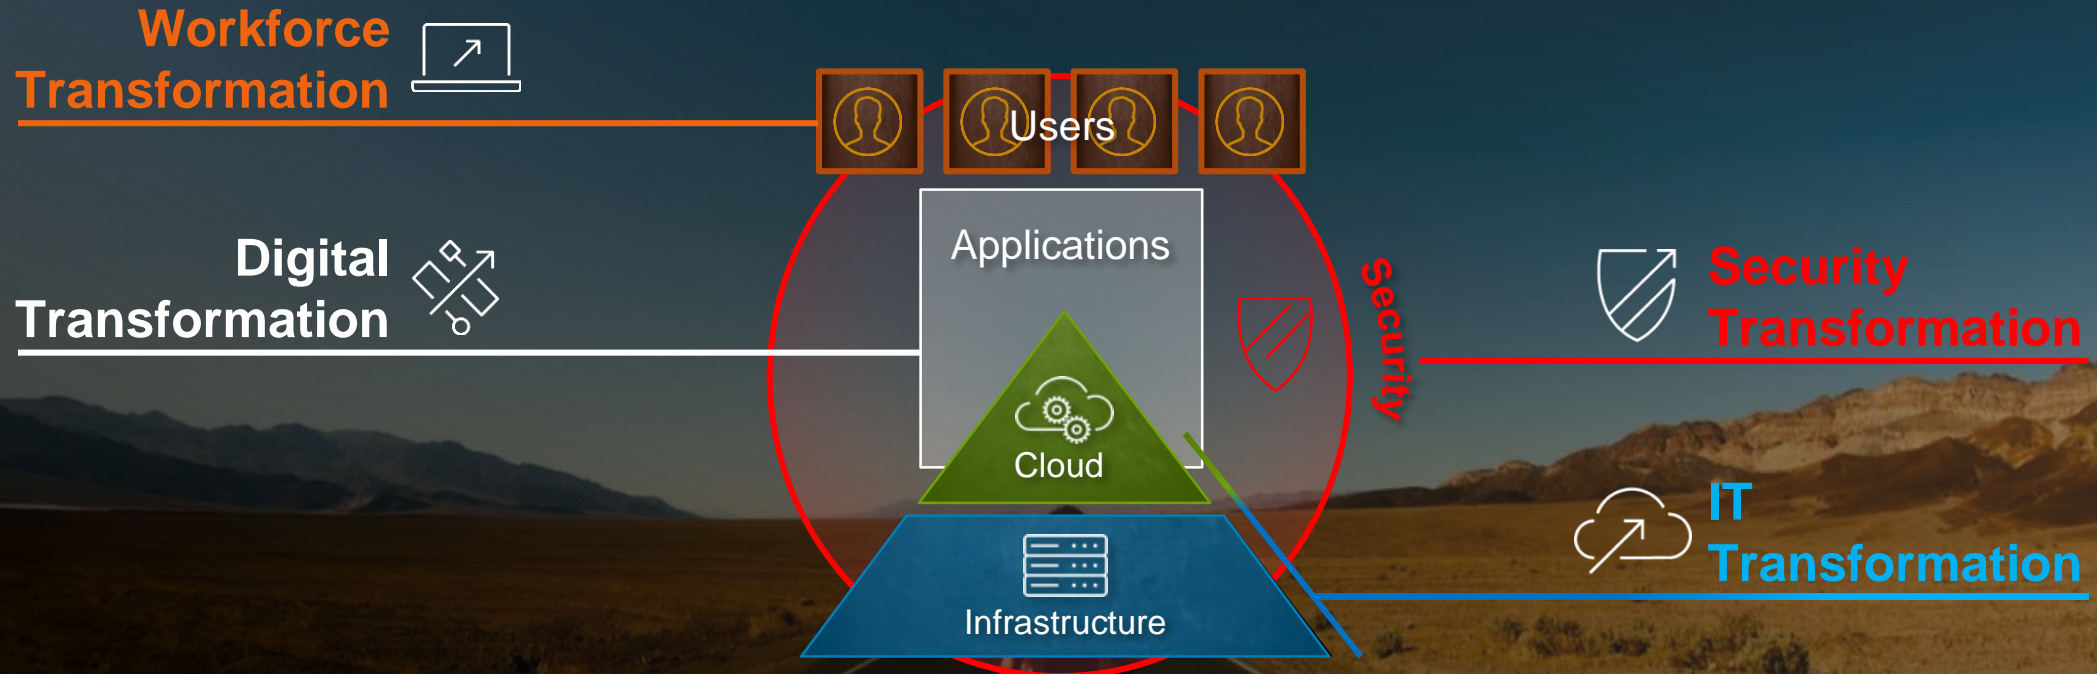 Workforce
Transformation
Users
Digital
Transformation
Applications
Security
Security
Transformation
Cloud
IT
Transformation
Infrastructure